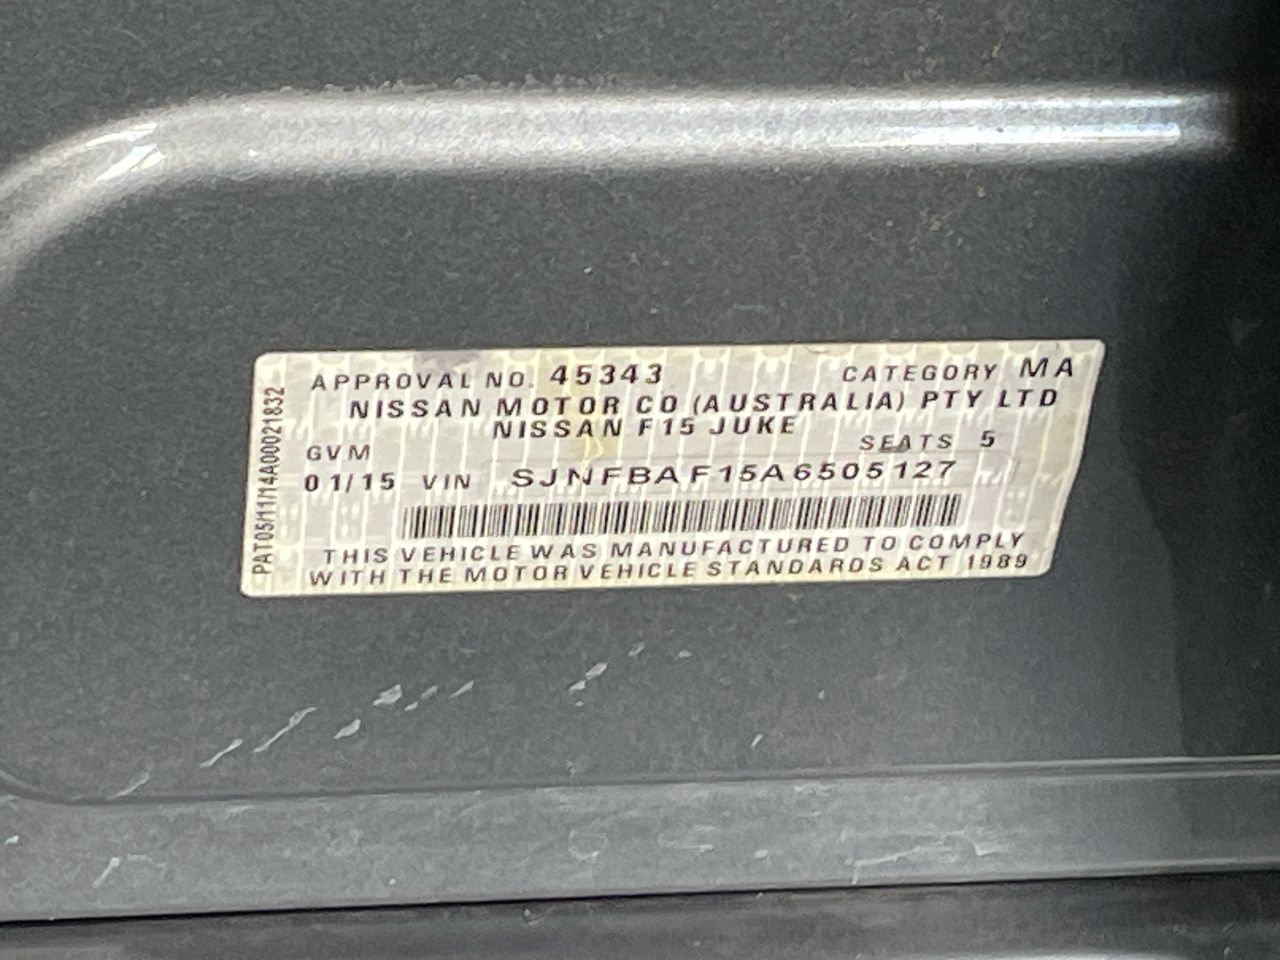 APPROVAL NO. 45343 CATEGORY MA
NISSAN MOTOR CO (AUSTRALIA) PTY LTD
NISSAN F15 JUKE
GVM SEATS 5
01/15 VIN SJNFBAF15A6505127
THIS VEHICLE WAS MANUFACTURED TO COMPLY
WITH THE MOTOR VEHICLE STANDARDS ACT 1989
PAT05/11/14A00021832